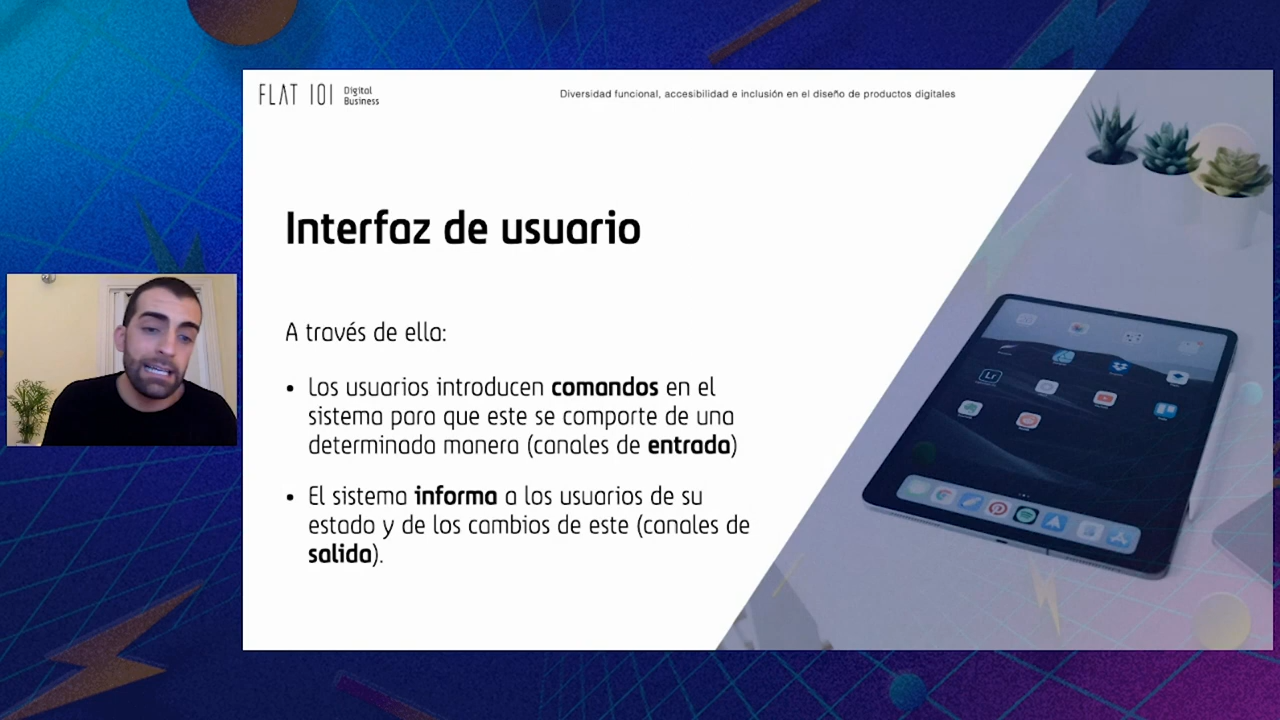 FLAT 101 Digital Business
Diversidad funcional, accesibilidad e inclusión en el diseño de productos digitales
Interfaz de usuario
A través de ella:
• Los usuarios introducen comandos en el
sistema para que este se comporte de una
determinada manera (canales de entrada)
• El sistema informa a los usuarios de su
estado y de los cambios de este (canales de
salida).
Lr